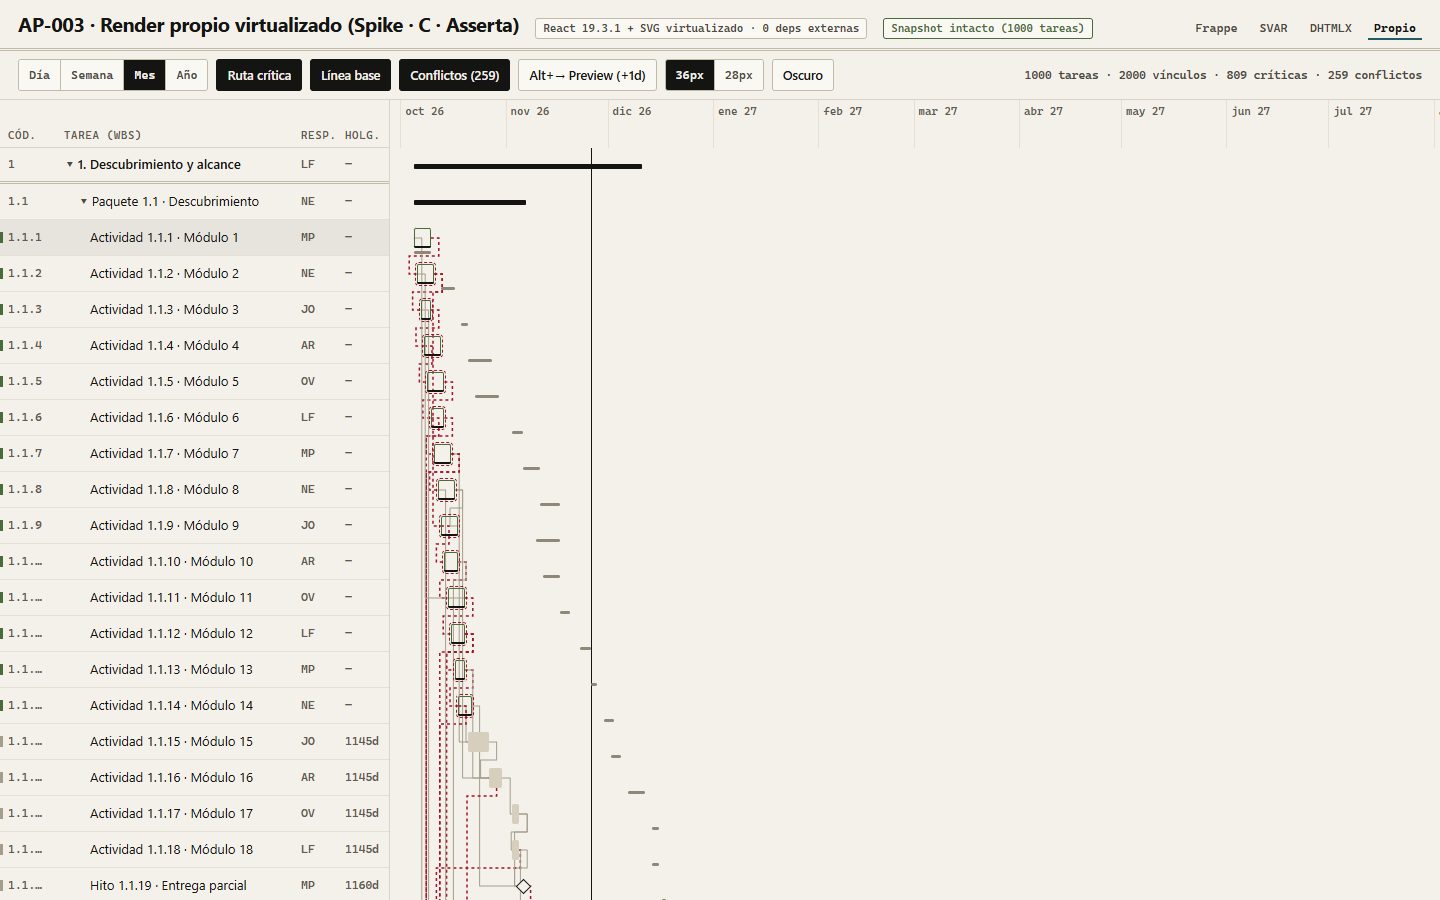 AP-003 · Render propio virtualizado (Spike · C · Asserta)
React 19.3.1 + SVG virtualizado · 0 deps externas
Snapshot intacto (1000 tareas)
Frappe SVAR DHTMLX Propio
Día Semana Mes Año
Ruta crítica
Línea base
Conflictos (259)
Alt+→ Preview (+1d)
36px 28px
Oscuro
1000 tareas · 2000 vínculos · 809 críticas · 259 conflictos
oct 26 nov 26 dic 26 ene 27 feb 27 mar 27 abr 27 may 27 jun 27 jul 27
CÓD. TAREA (WBS) RESP. HOLG.
1 ▾ 1. Descubrimiento y alcance LF —
1.1 ▾ Paquete 1.1 · Descubrimiento NE —
1.1.1 Actividad 1.1.1 · Módulo 1 MP —
1.1.2 Actividad 1.1.2 · Módulo 2 NE —
1.1.3 Actividad 1.1.3 · Módulo 3 JO —
1.1.4 Actividad 1.1.4 · Módulo 4 AR —
1.1.5 Actividad 1.1.5 · Módulo 5 OV —
1.1.6 Actividad 1.1.6 · Módulo 6 LF —
1.1.7 Actividad 1.1.7 · Módulo 7 MP —
1.1.8 Actividad 1.1.8 · Módulo 8 NE —
1.1.9 Actividad 1.1.9 · Módulo 9 JO —
1.1.… Actividad 1.1.10 · Módulo 10 AR —
1.1.… Actividad 1.1.11 · Módulo 11 OV —
1.1.… Actividad 1.1.12 · Módulo 12 LF —
1.1.… Actividad 1.1.13 · Módulo 13 MP —
1.1.… Actividad 1.1.14 · Módulo 14 NE —
1.1.… Actividad 1.1.15 · Módulo 15 JO 1145d
1.1.… Actividad 1.1.16 · Módulo 16 AR 1145d
1.1.… Actividad 1.1.17 · Módulo 17 OV 1145d
1.1.… Actividad 1.1.18 · Módulo 18 LF 1145d
1.1.… Hito 1.1.19 · Entrega parcial MP 1160d